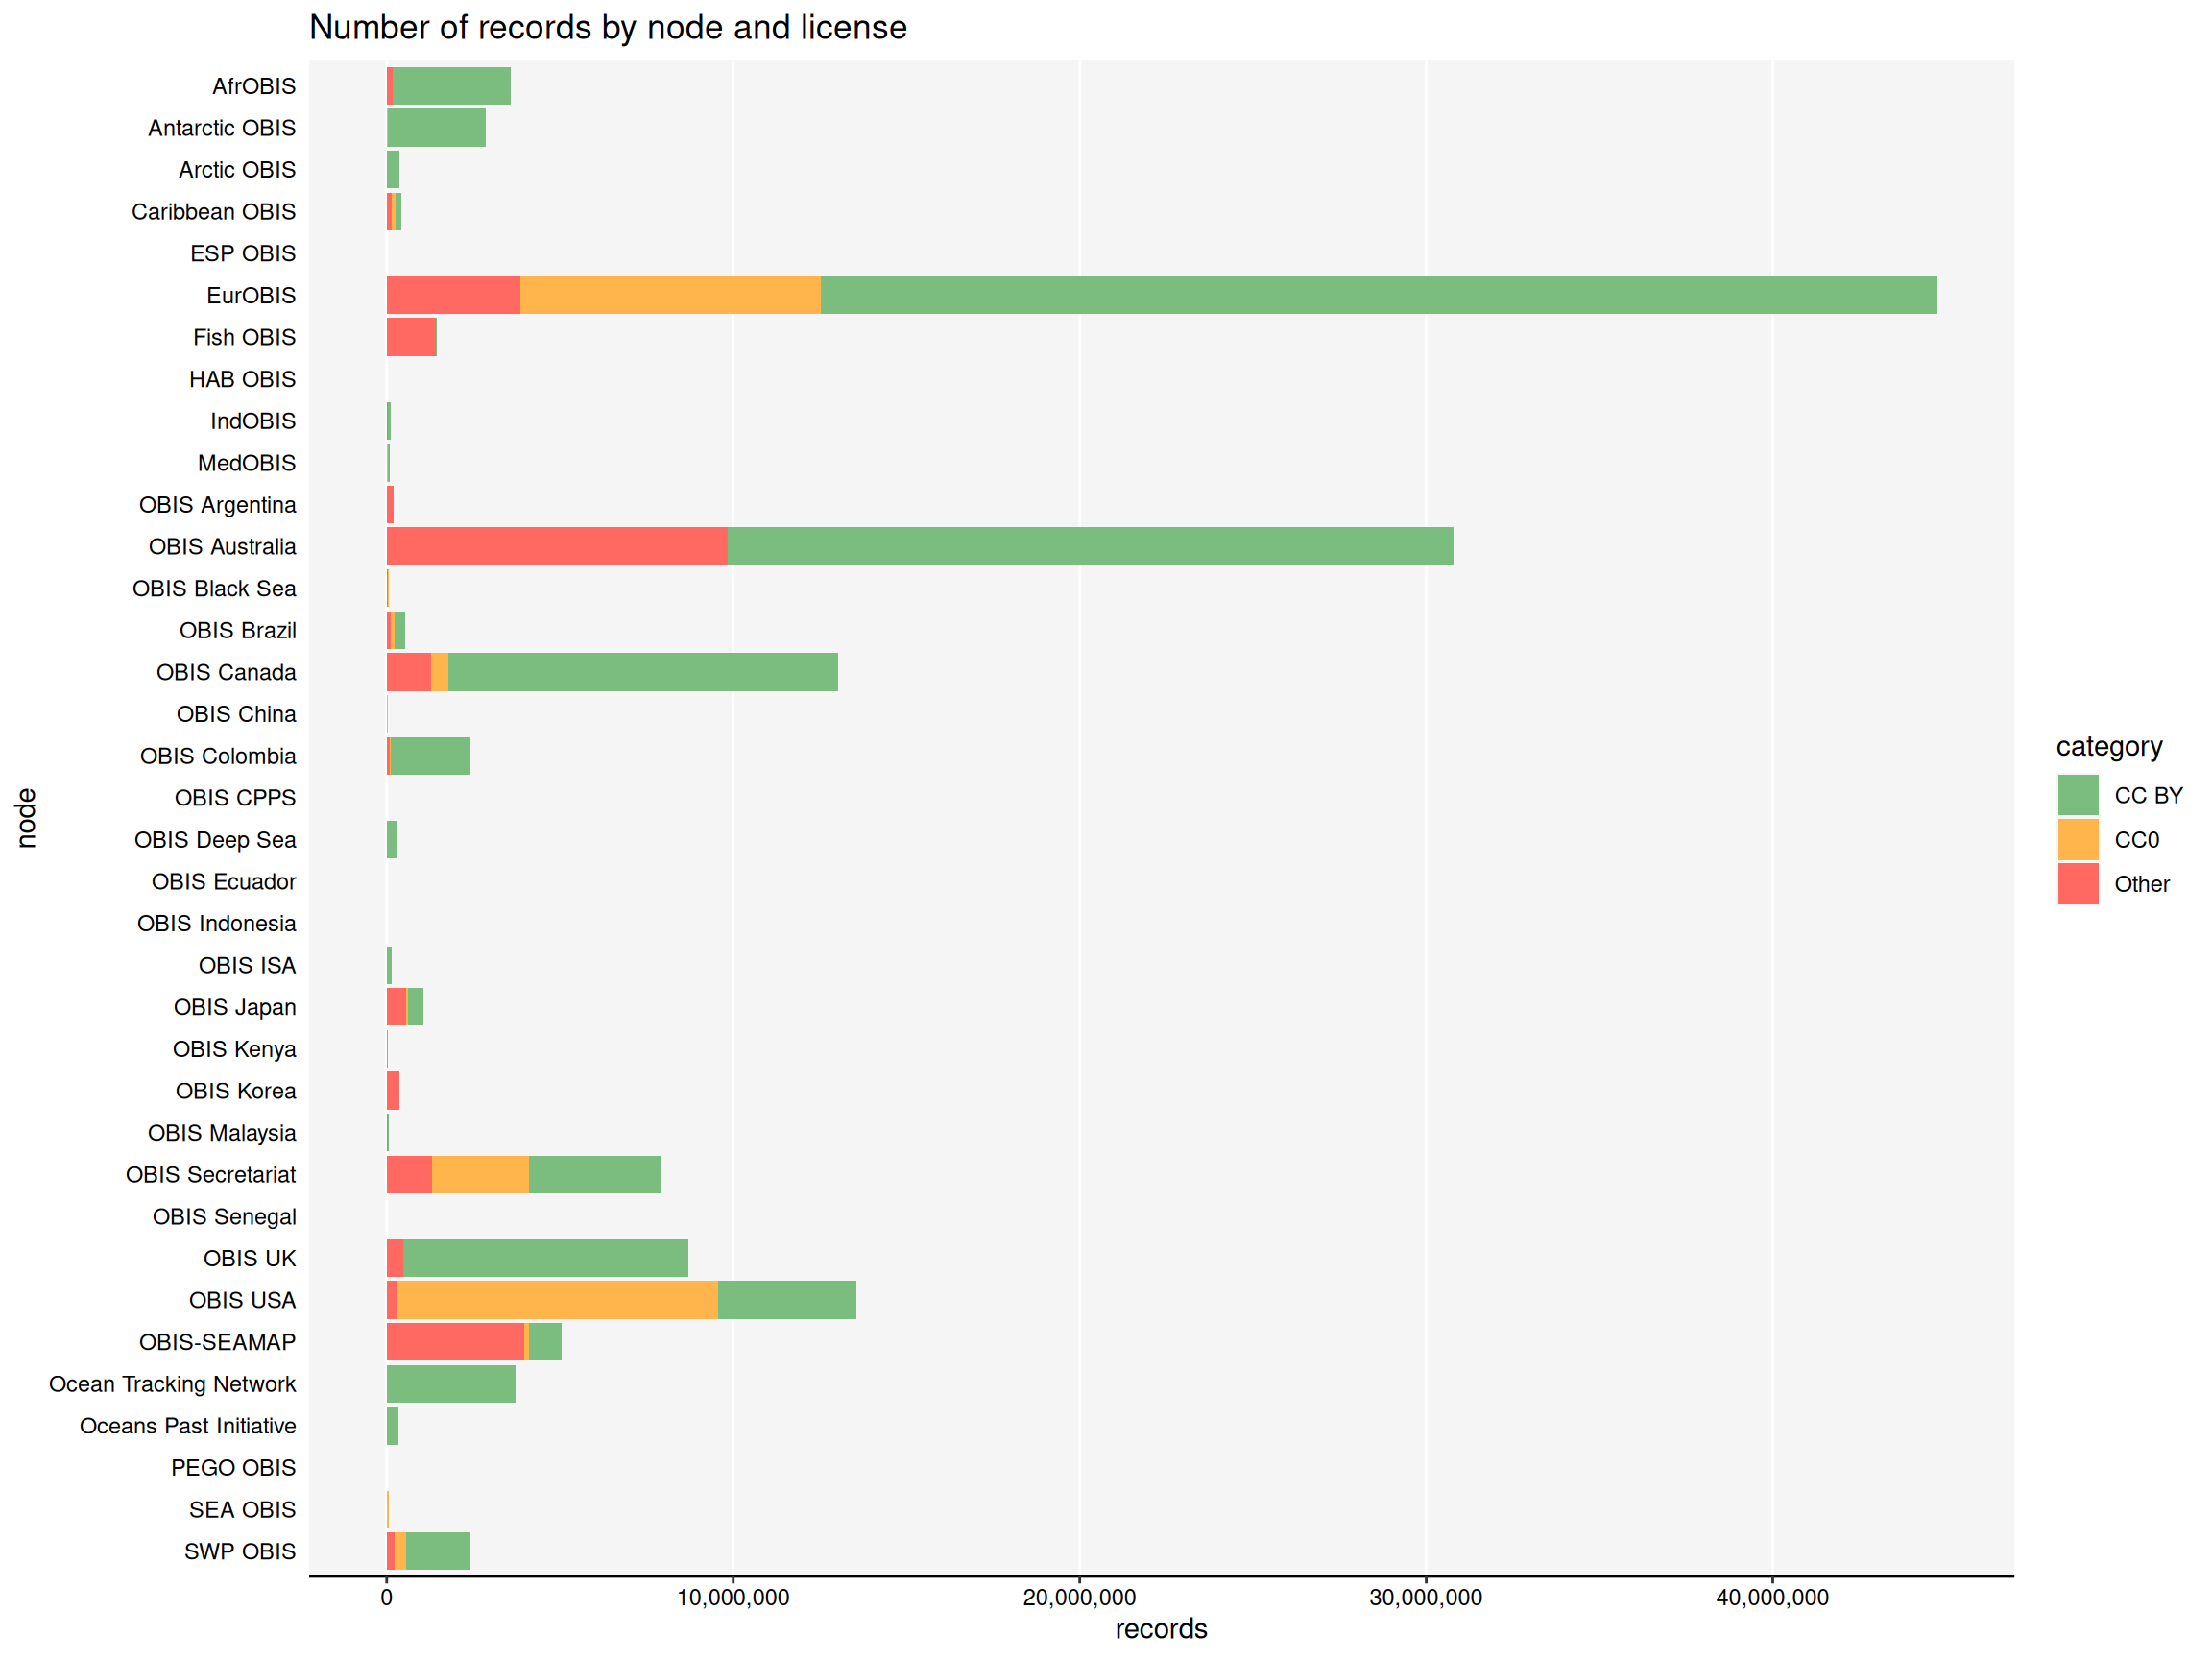 Number of records by node and license
AfrOBIS
Antarctic OBIS
Arctic OBIS
Caribbean OBIS
ESP OBIS
EurOBIS
Fish OBIS
HAB OBIS
IndOBIS
MedOBIS
OBIS Argentina
OBIS Australia
OBIS Black Sea
OBIS Brazil
OBIS Canada
OBIS China
OBIS Colombia
OBIS CPPS
OBIS Deep Sea
OBIS Ecuador
OBIS Indonesia
OBIS ISA
OBIS Japan
OBIS Kenya
OBIS Korea
OBIS Malaysia
OBIS Secretariat
OBIS Senegal
OBIS UK
OBIS USA
OBIS-SEAMAP
Ocean Tracking Network
Oceans Past Initiative
PEGO OBIS
SEA OBIS
SWP OBIS
node
0 10,000,000 20,000,000 30,000,000 40,000,000
records
category
CC BY
CC0
Other